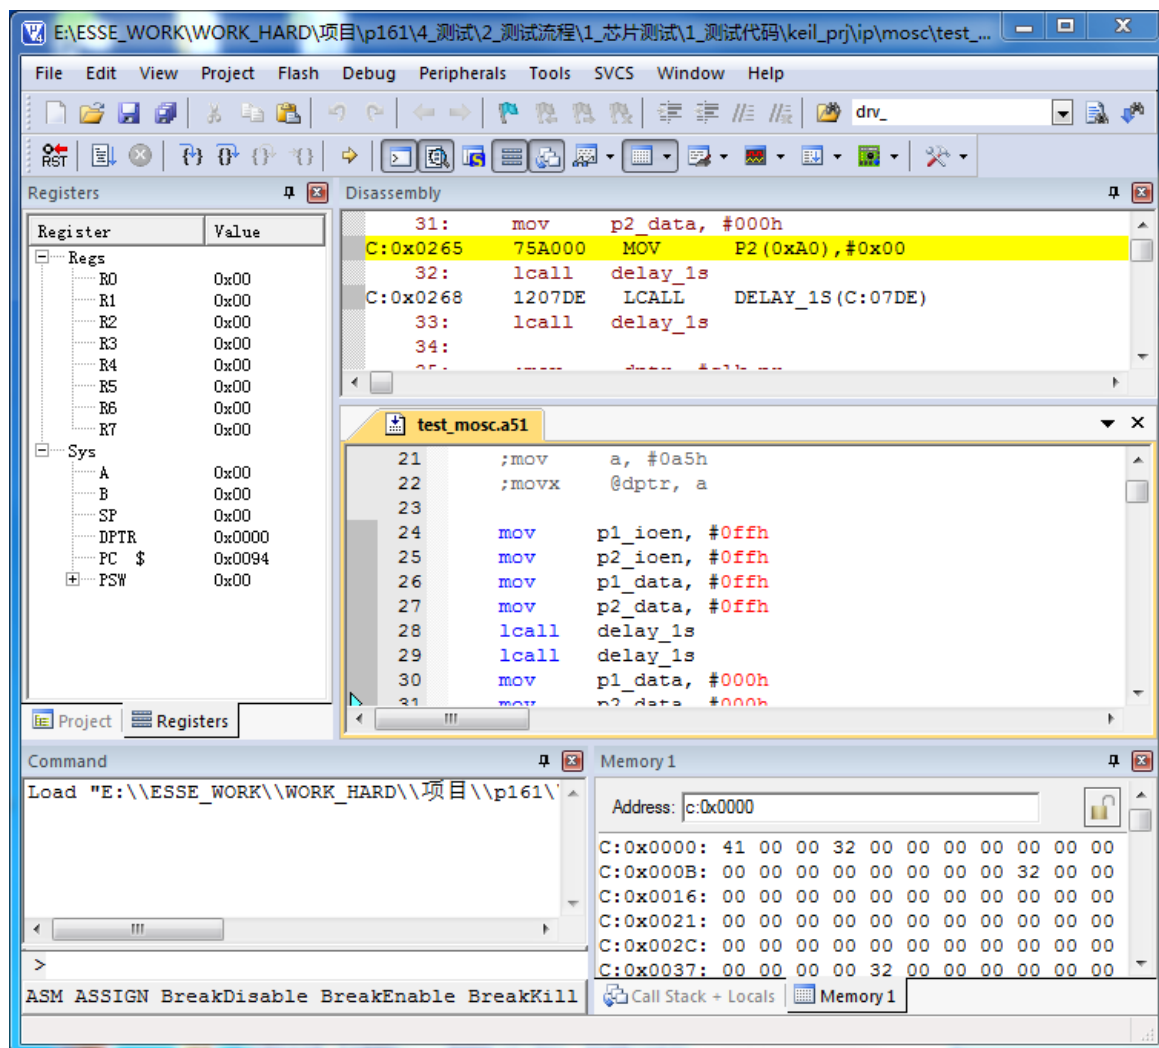 E:\ESSE_WORK\WORK_HARD\项目\p161\4_测试\2_测试流程\1_芯片测试\1_测试代码\keil_prj\ip\mosc\test_...
File Edit View Project Flash Debug Peripherals Tools SVCS Window Help
drv_
RST
Registers
Register Value
Regs
R0 0x00
R1 0x00
R2 0x00
R3 0x00
R4 0x00
R5 0x00
R6 0x00
R7 0x00
Sys
A 0x00
B 0x00
SP 0x00
DPTR 0x0000
PC $ 0x0094
PSW 0x00
Project Registers
Disassembly
31: mov p2_data, #000h
C:0x0265 75A000 MOV P2(0xA0),#0x00
32: lcall delay_1s
C:0x0268 1207DE LCALL DELAY_1S(C:07DE)
33: lcall delay_1s
34:
test_mosc.a51
21 ;mov a, #0a5h
22 ;movx @dptr, a
23
24 mov p1_ioen, #0ffh
25 mov p2_ioen, #0ffh
26 mov p1_data, #0ffh
27 mov p2_data, #0ffh
28 lcall delay_1s
29 lcall delay_1s
30 mov p1_data, #000h
31 mov p2_data, #000h
Command
Load "E:\\ESSE_WORK\\WORK_HARD\\项目\\p161\
>
ASM ASSIGN BreakDisable BreakEnable BreakKill
Memory 1
Address: c:0x0000
C:0x0000: 41 00 00 32 00 00 00 00 00 00 00
C:0x000B: 00 00 00 00 00 00 00 00 32 00 00
C:0x0016: 00 00 00 00 00 00 00 00 00 00 00
C:0x0021: 00 00 00 00 00 00 00 00 00 00 00
C:0x002C: 00 00 00 00 00 00 00 00 00 00 00
C:0x0037: 00 00 00 00 32 00 00 00 00 00 00
Call Stack + Locals Memory 1